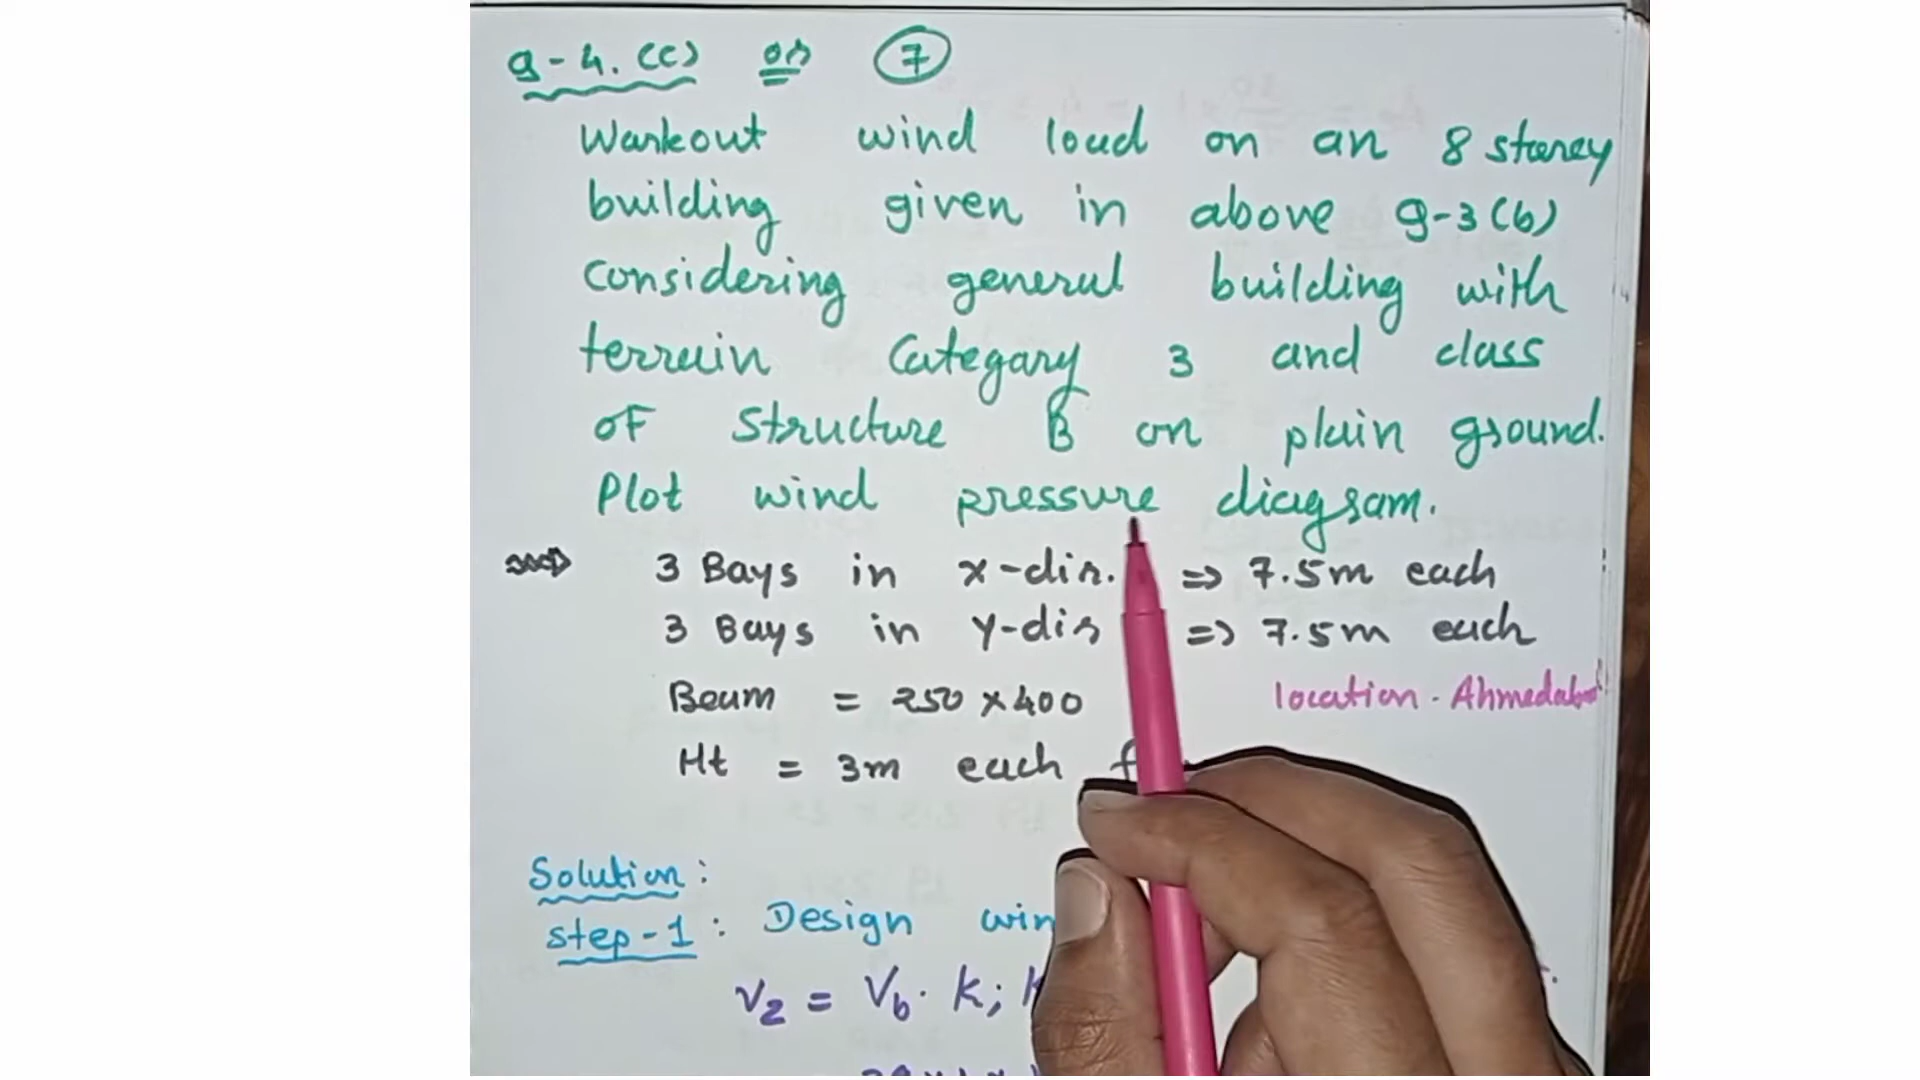 Q-4. (C) or 7
Workout wind load on an 8 storey
building given in above Q-3(b)
Considering general building with
terrain Category 3 and class
of structure B on plain ground.
Plot wind pressure diagram.
3 Bays in x-dir. => 7.5m each
3 Bays in y-dir => 7.5m each
Beam = 250 x 400 location - Ahmedabad
Ht = 3m each
Solution:
step-1: Design
Vz = Vb.